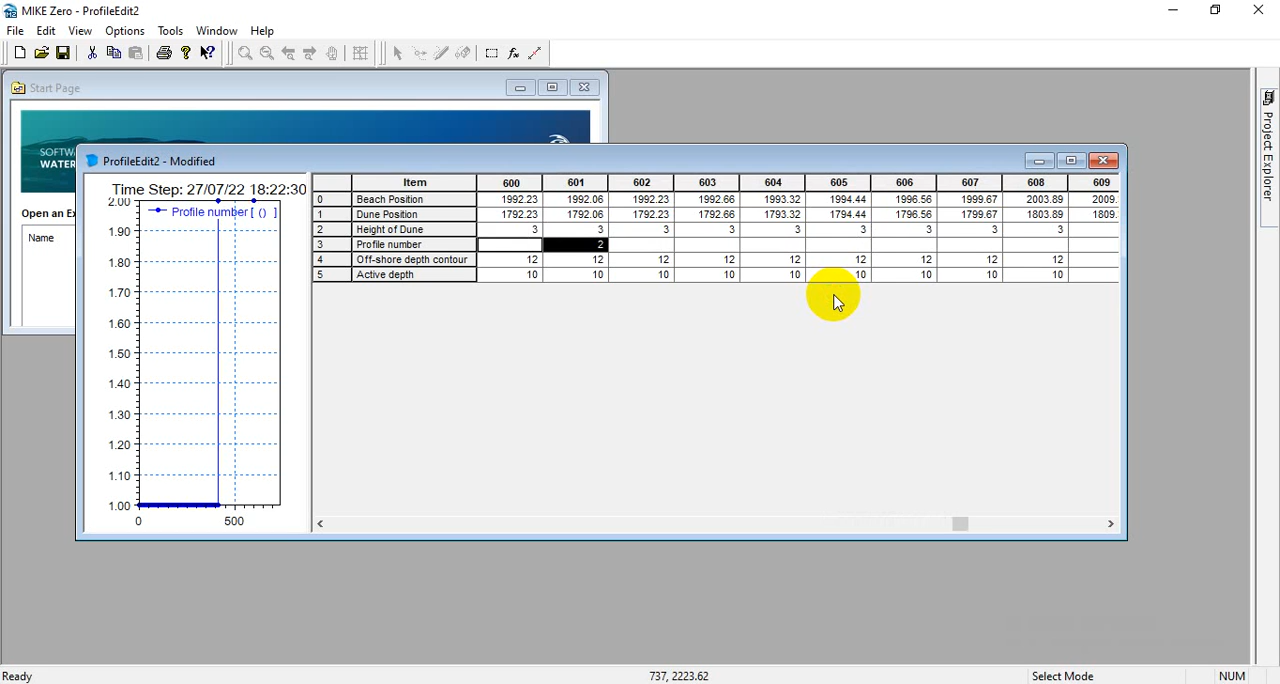 MIKE Zero - ProfileEdit2
File Edit View Options Tools Window Help
Start Page
SOFTW
WATER
Open an Ex
Name
Project Explorer
ProfileEdit2 - Modified
Time Step: 27/07/22 18:22:30
Profile number [ () ]
2.00
1.90
1.80
1.70
1.60
1.50
1.40
1.30
1.20
1.10
1.00
0 500
Item 600 601 602 603 604 605 606 607 608 609
0 Beach Position 1992.23 1992.06 1992.23 1992.66 1993.32 1994.44 1996.56 1999.67 2003.89 2009.
1 Dune Position 1792.23 1792.06 1792.23 1792.66 1793.32 1794.44 1796.56 1799.67 1803.89 1809.
2 Height of Dune 3 3 3 3 3 3 3 3 3
3 Profile number 2
4 Off-shore depth contour 12 12 12 12 12 12 12 12 12
5 Active depth 10 10 10 10 10 10 10 10 10
Ready 737, 2223.62 Select Mode NUM